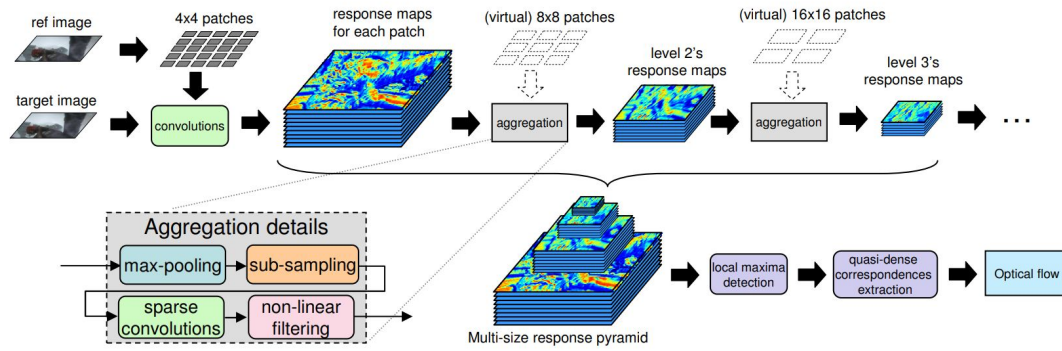 ref image
4x4 patches
response maps
for each patch
(virtual) 8x8 patches
(virtual) 16x16 patches
level 2's
response maps
level 3's
response maps
target image
convolutions
aggregation
aggregation
...
Aggregation details
max-pooling
sub-sampling
sparse
convolutions
non-linear
filtering
local maxima
detection
quasi-dense
correspondences
extraction
Optical flow
Multi-size response pyramid